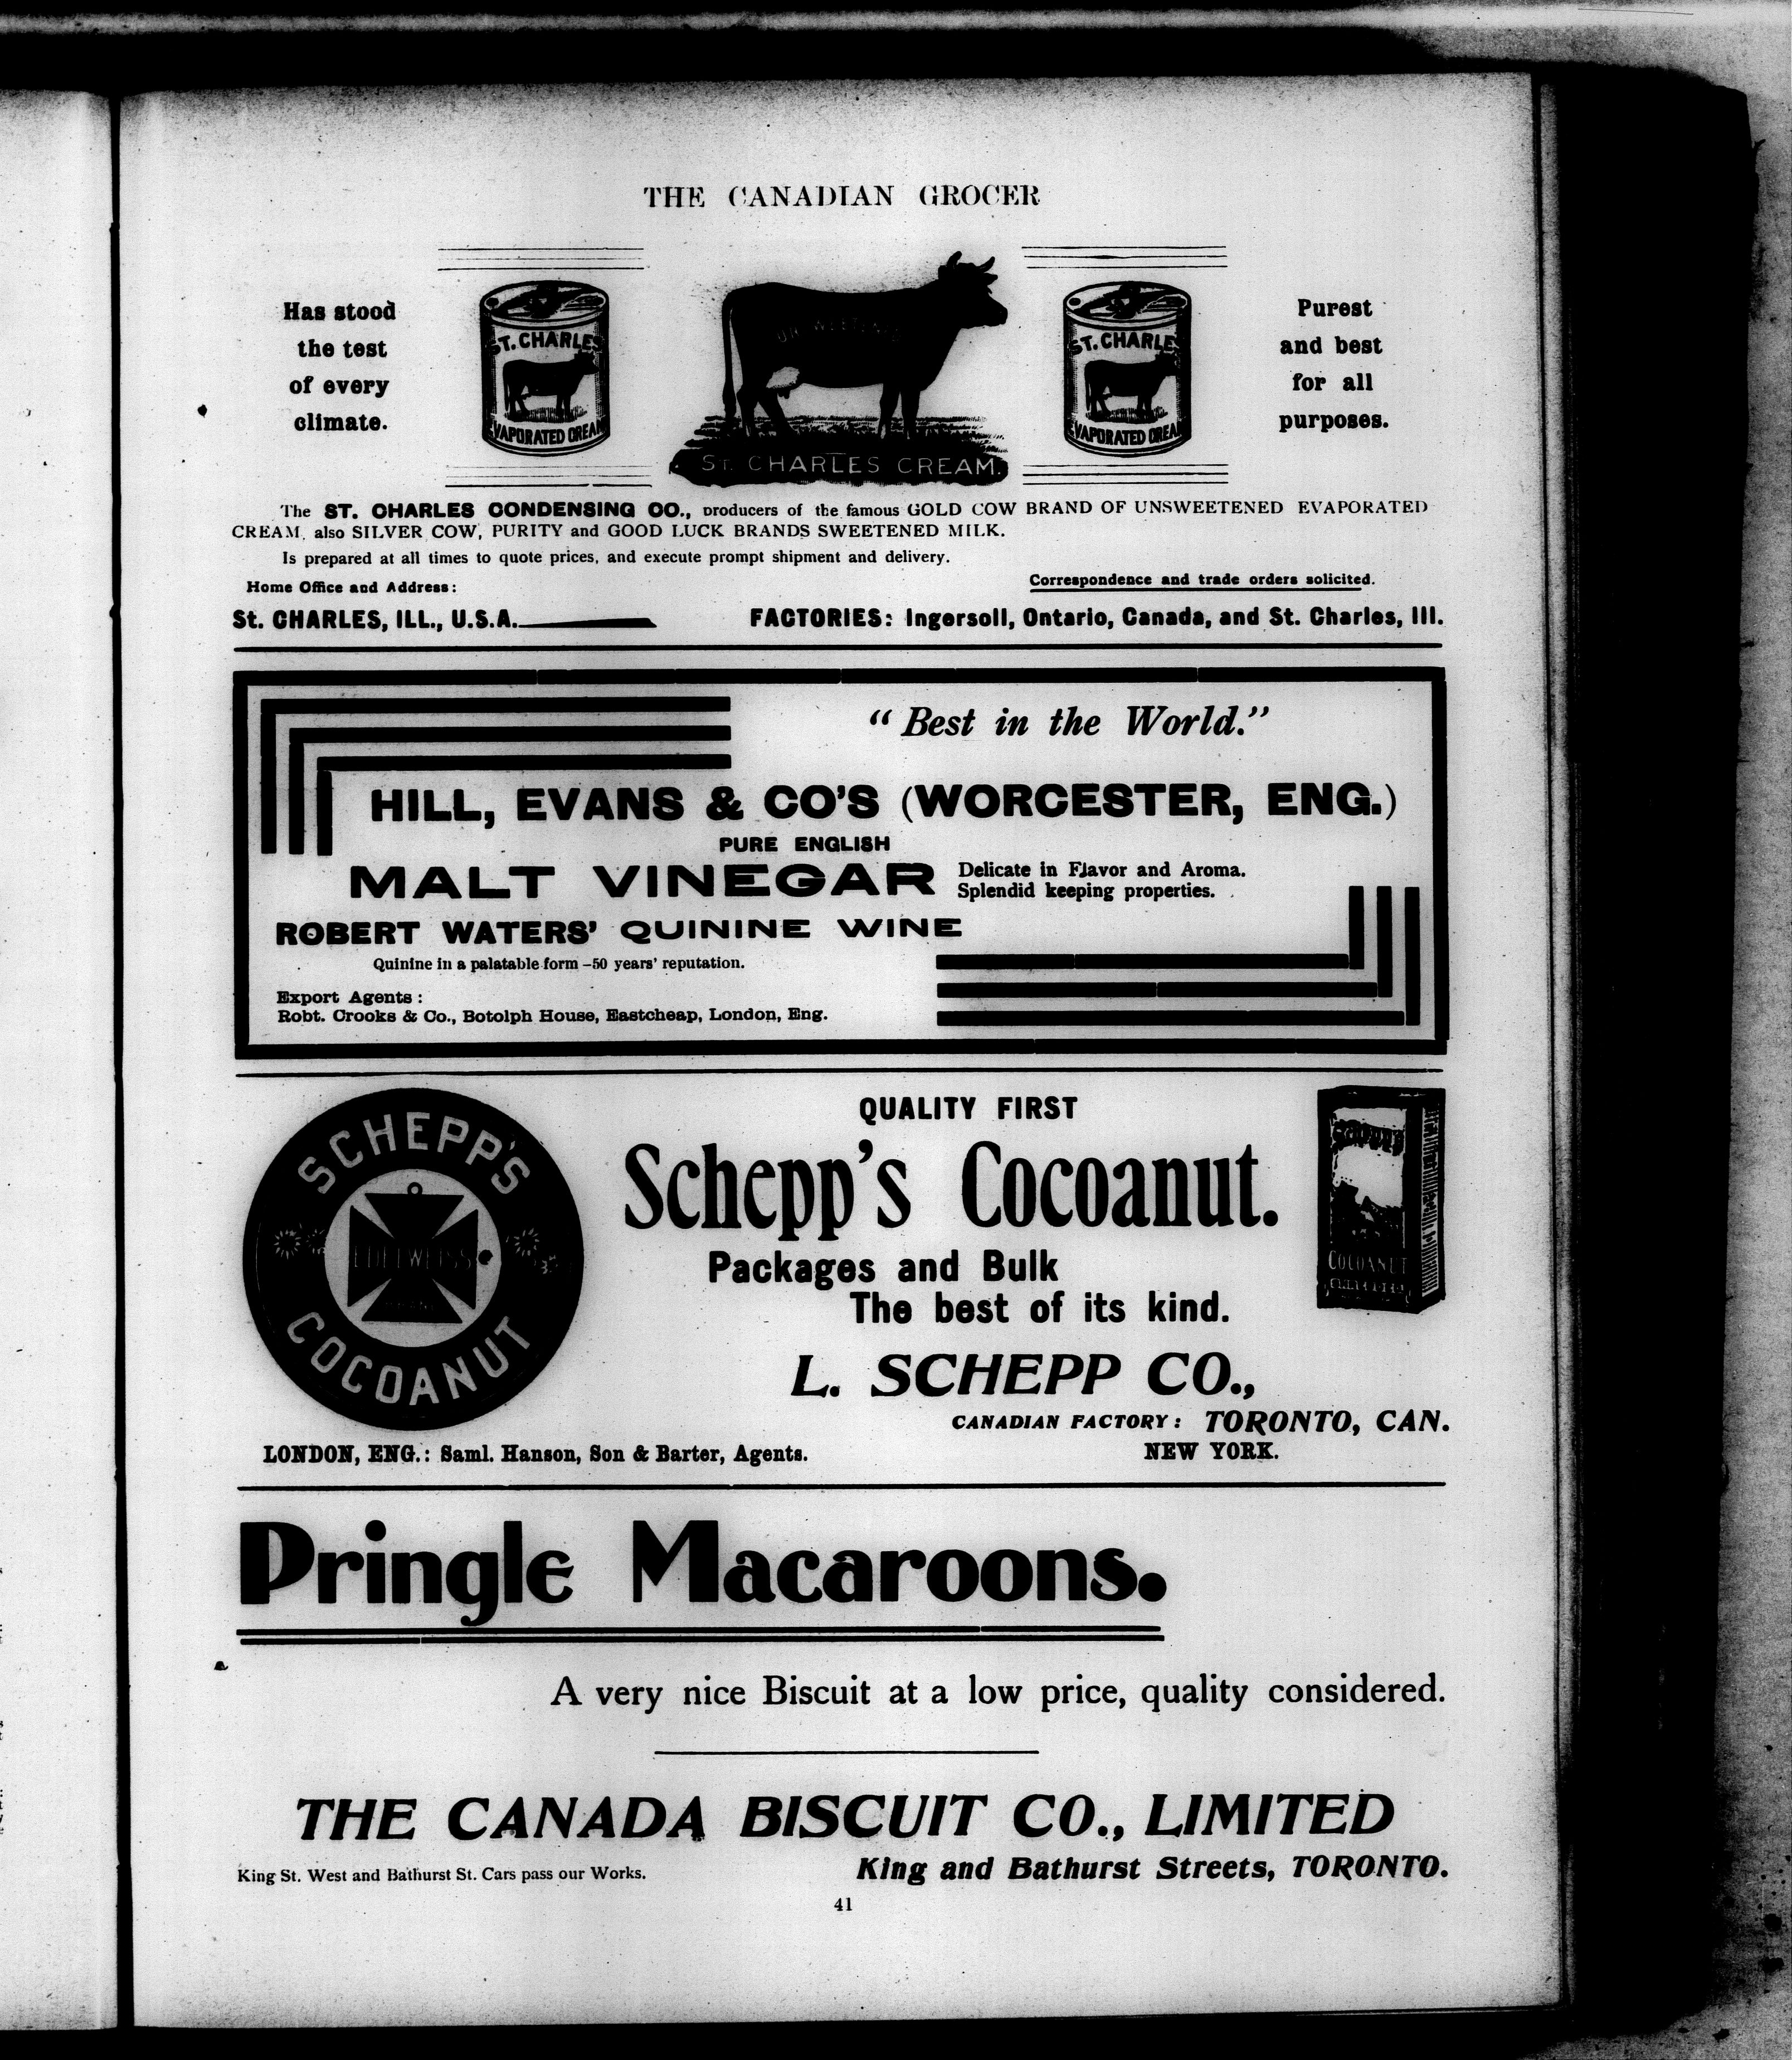 THE CANADIAN GROCER
Has stood
the test
of every
climate.
ST. CHARLES
EVAPORATED CREAM
UNSWEETENED
ST. CHARLES CREAM.
ST. CHARLES
EVAPORATED CREAM
Purest
and best
for all
purposes.
The ST. CHARLES CONDENSING CO., producers of the famous GOLD COW BRAND OF UNSWEETENED EVAPORATED
CREAM, also SILVER COW, PURITY and GOOD LUCK BRANDS SWEETENED MILK.
Is prepared at all times to quote prices, and execute prompt shipment and delivery.
Home Office and Address:
Correspondence and trade orders solicited.
St. CHARLES, ILL., U.S.A.
FACTORIES: Ingersoll, Ontario, Canada, and St. Charles, Ill.
"Best in the World."
HILL, EVANS & CO'S (WORCESTER, ENG.)
PURE ENGLISH
MALT VINEGAR
Delicate in Flavor and Aroma.
Splendid keeping properties.
ROBERT WATERS' QUININE WINE
Quinine in a palatable form–50 years' reputation.
Export Agents:
Robt. Crooks & Co., Botolph House, Eastcheap, London, Eng.
SCHEPP'S
EDELWEISS
COCOANUT
QUALITY FIRST
Schepp's Cocoanut.
Packages and Bulk
The best of its kind.
SCHEPP'S
COCOANUT
L. SCHEPP CO.,
CANADIAN FACTORY: TORONTO, CAN.
LONDON, ENG.: Saml. Hanson, Son & Barter, Agents.
NEW YORK.
Pringle Macaroons.
A very nice Biscuit at a low price, quality considered.
THE CANADA BISCUIT CO., LIMITED
King St. West and Bathurst St. Cars pass our Works.
King and Bathurst Streets, TORONTO.
41